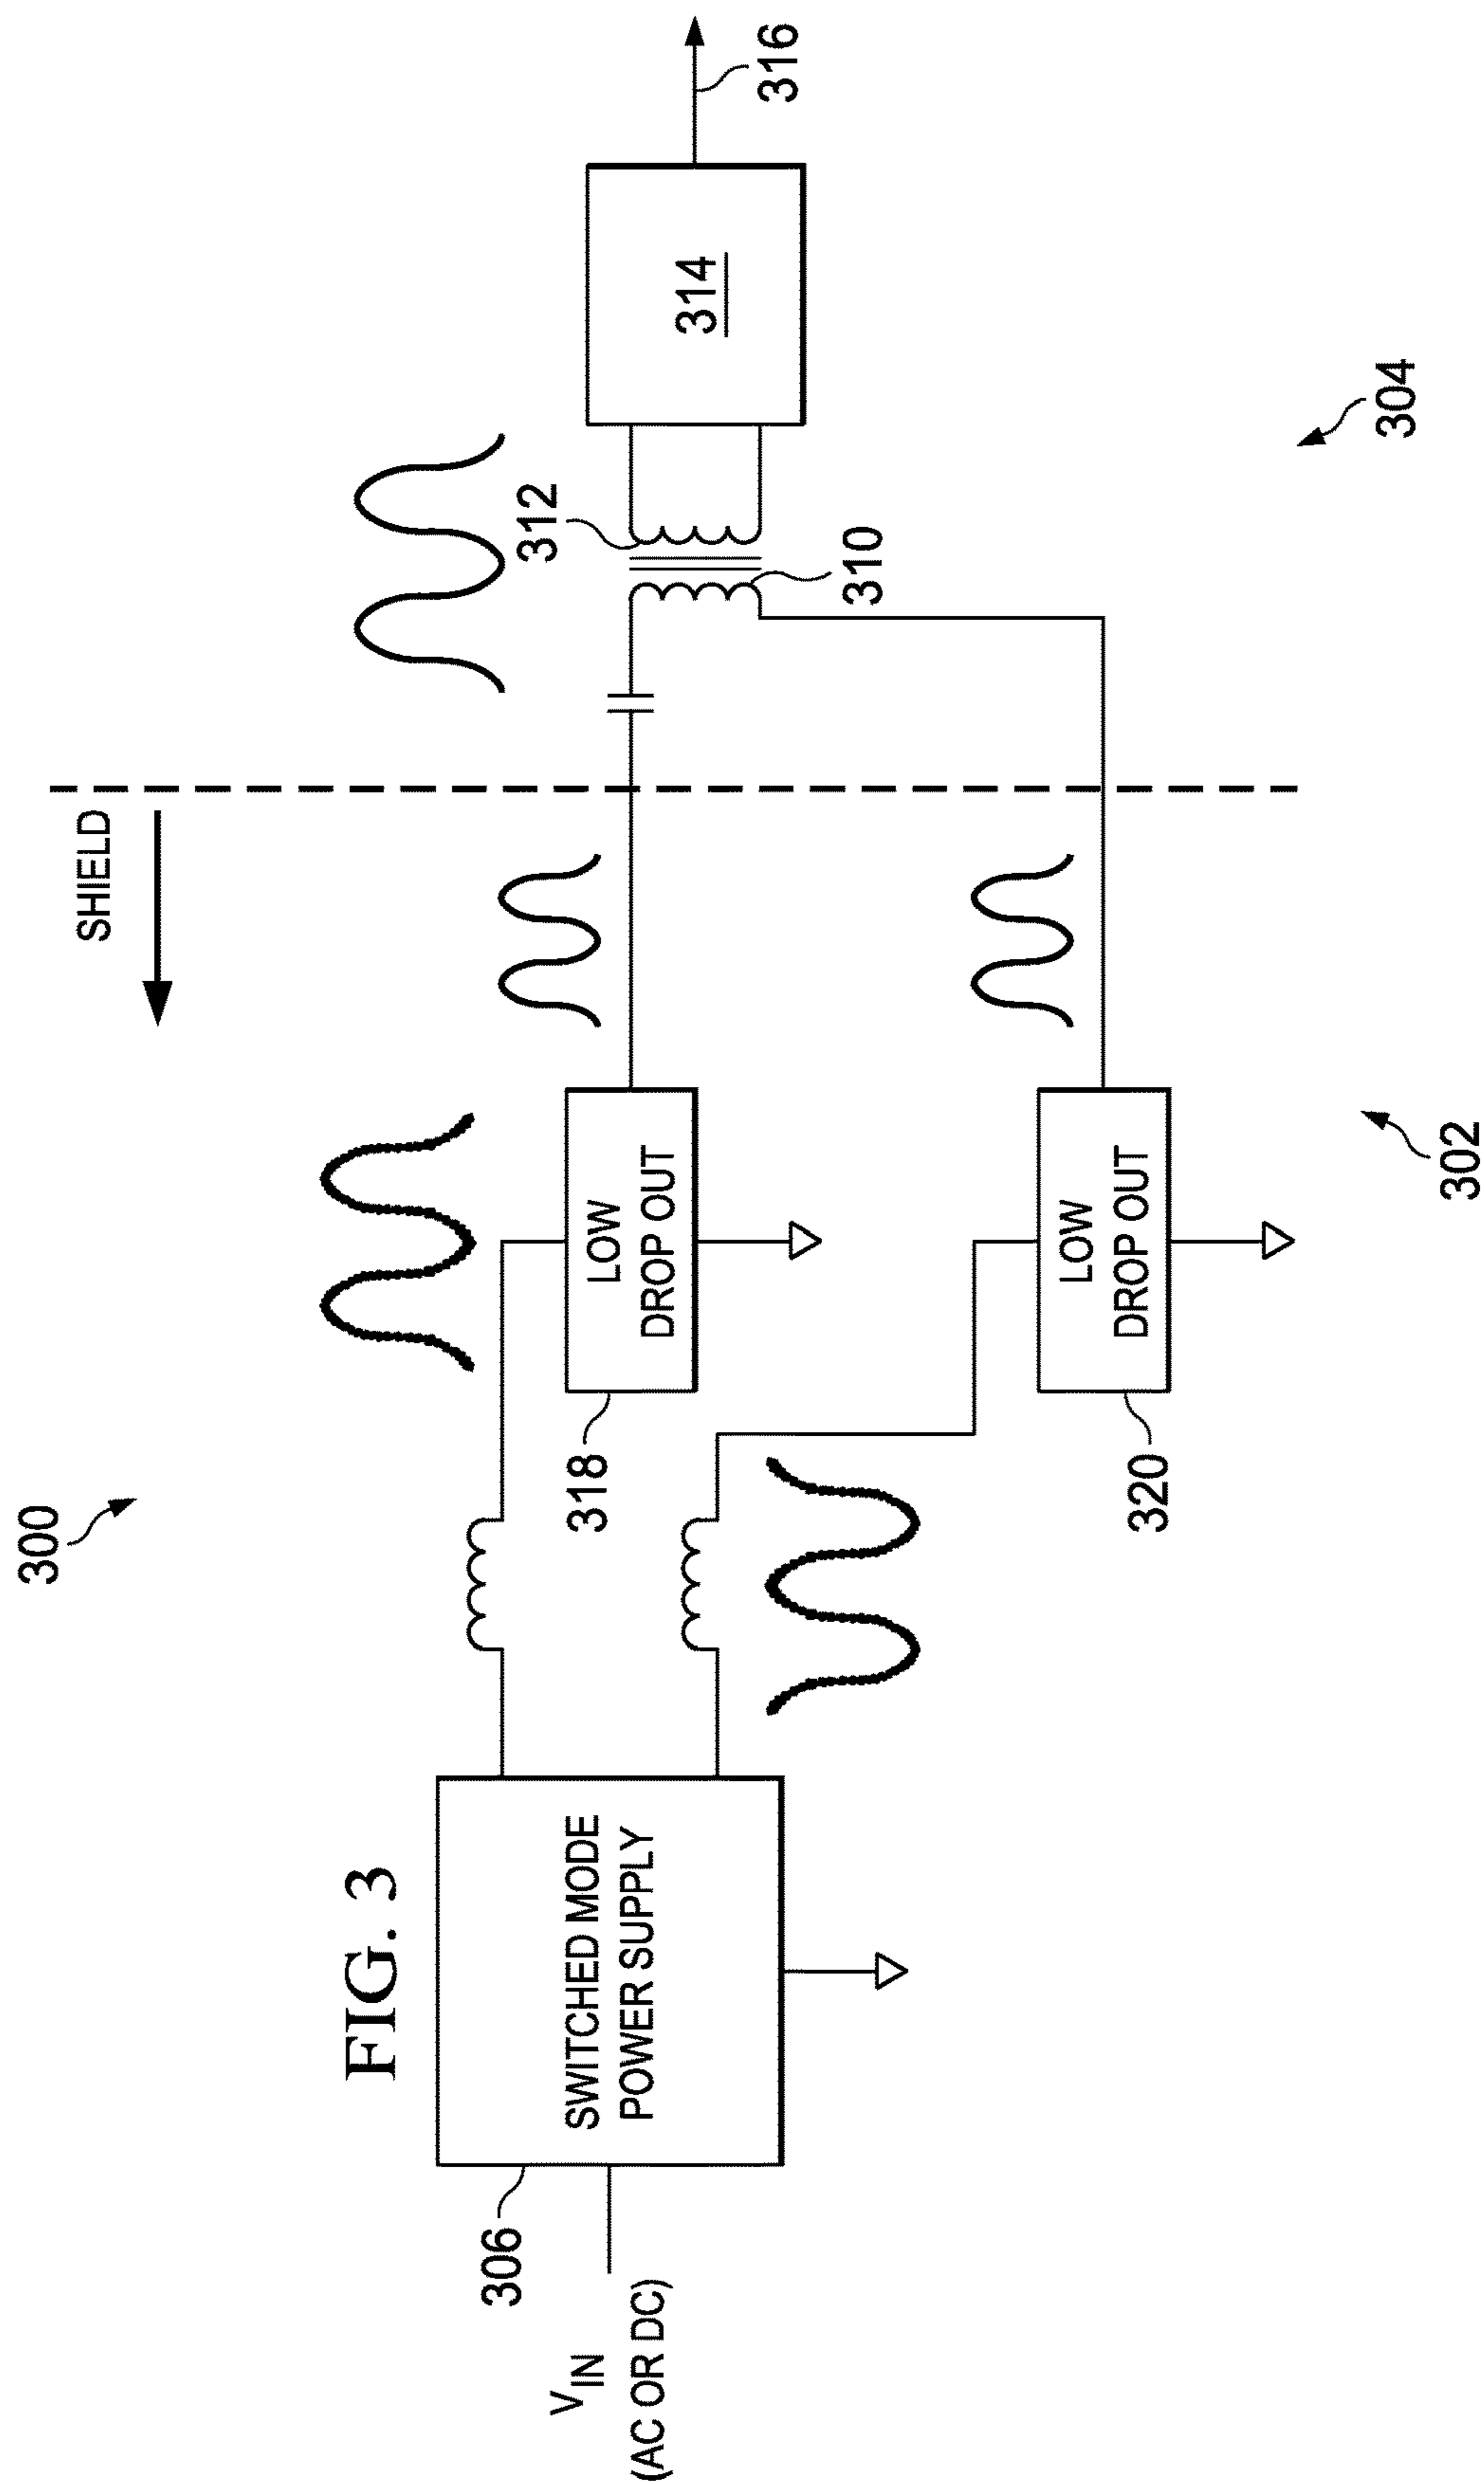 FIG. 3
300
SHIELD
312
316
314
310
304
302
318
LOW
DROP OUT
320
LOW
DROP OUT
306
SWITCHED MODE
POWER SUPPLY
VIN
(AC OR DC)